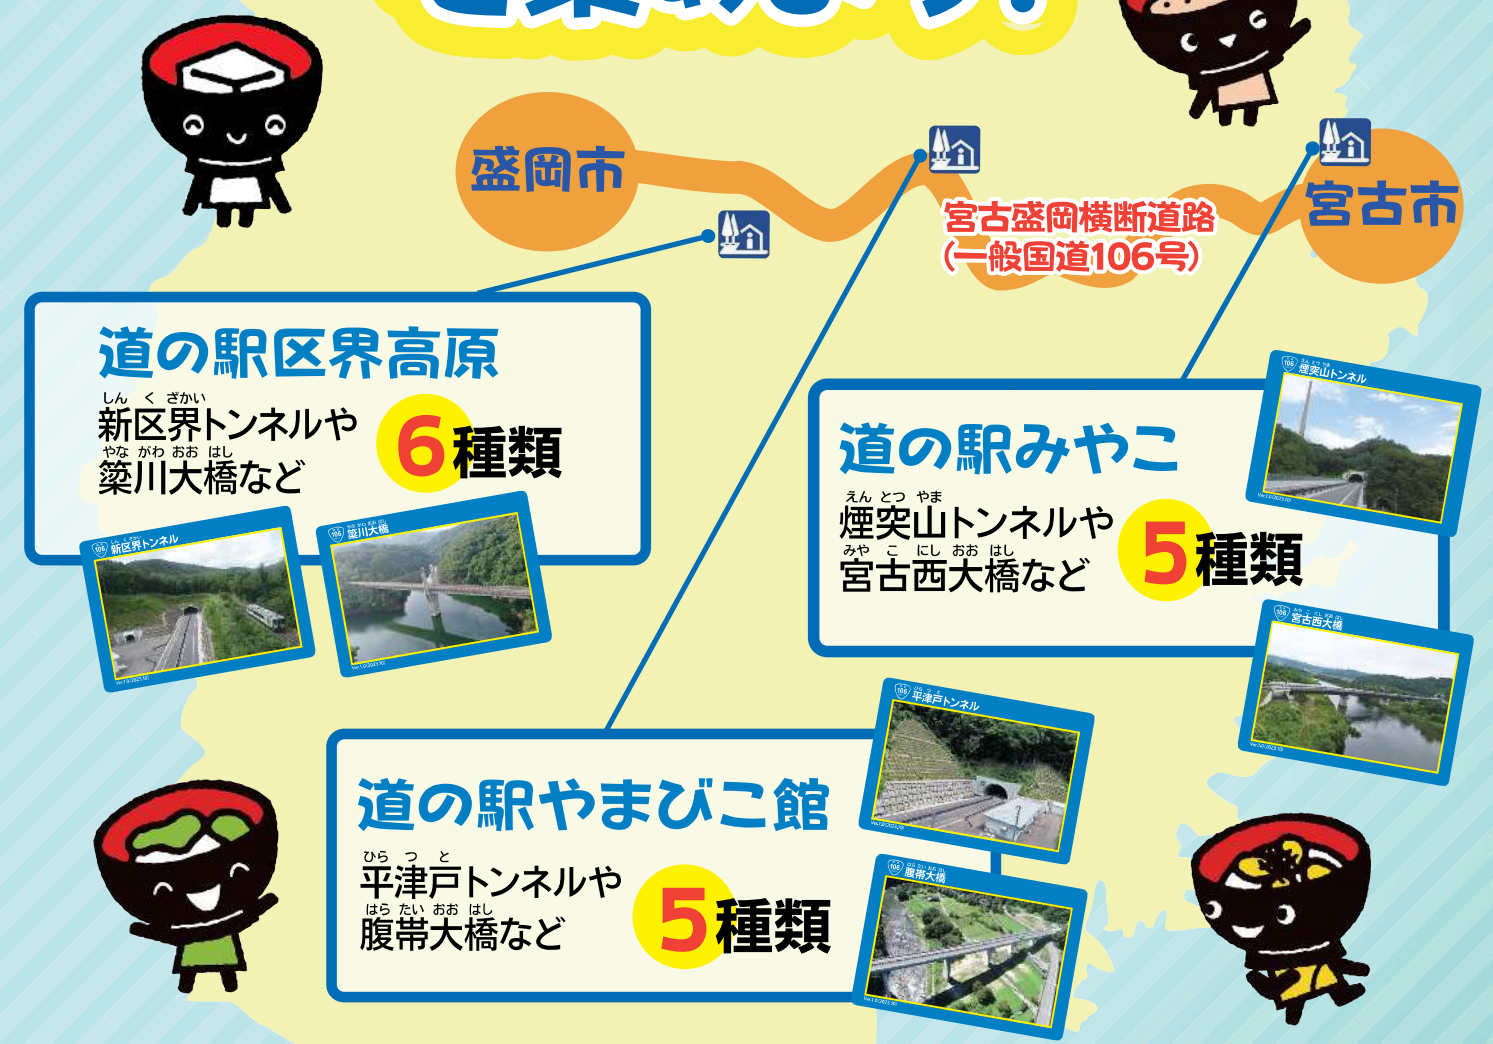 盛岡市
宮古市
宮古盛岡横断道路
(一般国道106号)
道の駅区界高原
しん く ざかい
新区界トンネルや
やな がわ おお はし
簗川大橋など
6種類
106 新区界トンネル
106 簗川大橋
道の駅みやこ
えん とつ やま
煙突山トンネルや
みや こ にし おお はし
宮古西大橋など
5種類
106 煙突山トンネル
106 宮古西大橋
道の駅やまびこ館
ひら つ と
平津戸トンネルや
はら たい おお はし
腹帯大橋など
5種類
106 平津戸トンネル
106 腹帯大橋